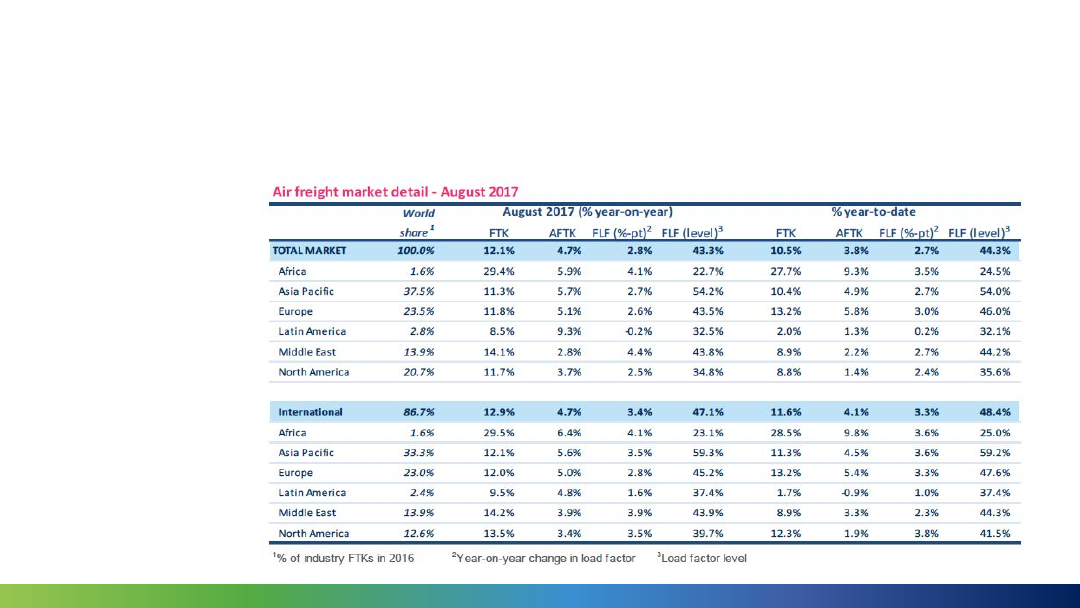 Air freight market detail - August 2017
World August 2017 (% year-on-year) % year-to-date
share¹ FTK AFTK FLF (%-pt)² FLF (level)³ FTK AFTK FLF (%-pt)² FLF (level)³
TOTAL MARKET 100.0% 12.1% 4.7% 2.8% 43.3% 10.5% 3.8% 2.7% 44.3%
Africa 1.6% 29.4% 5.9% 4.1% 22.7% 27.7% 9.3% 3.5% 24.5%
Asia Pacific 37.5% 11.3% 5.7% 2.7% 54.2% 10.4% 4.9% 2.7% 54.0%
Europe 23.5% 11.8% 5.1% 2.6% 43.5% 13.2% 5.8% 3.0% 46.0%
Latin America 2.8% 8.5% 9.3% -0.2% 32.5% 2.0% 1.3% 0.2% 32.1%
Middle East 13.9% 14.1% 2.8% 4.4% 43.8% 8.9% 2.2% 2.7% 44.2%
North America 20.7% 11.7% 3.7% 2.5% 34.8% 8.8% 1.4% 2.4% 35.6%
International 86.7% 12.9% 4.7% 3.4% 47.1% 11.6% 4.1% 3.3% 48.4%
Africa 1.6% 29.5% 6.4% 4.1% 23.1% 28.5% 9.8% 3.6% 25.0%
Asia Pacific 33.3% 12.1% 5.6% 3.5% 59.3% 11.3% 4.5% 3.6% 59.2%
Europe 23.0% 12.0% 5.0% 2.8% 45.2% 13.2% 5.4% 3.3% 47.6%
Latin America 2.4% 9.5% 4.8% 1.6% 37.4% 1.7% -0.9% 1.0% 37.4%
Middle East 13.9% 14.2% 3.9% 3.9% 43.9% 8.9% 3.3% 2.3% 44.3%
North America 12.6% 13.5% 3.4% 3.5% 39.7% 12.3% 1.9% 3.8% 41.5%
¹% of industry FTKs in 2016 ²Year-on-year change in load factor ³Load factor level